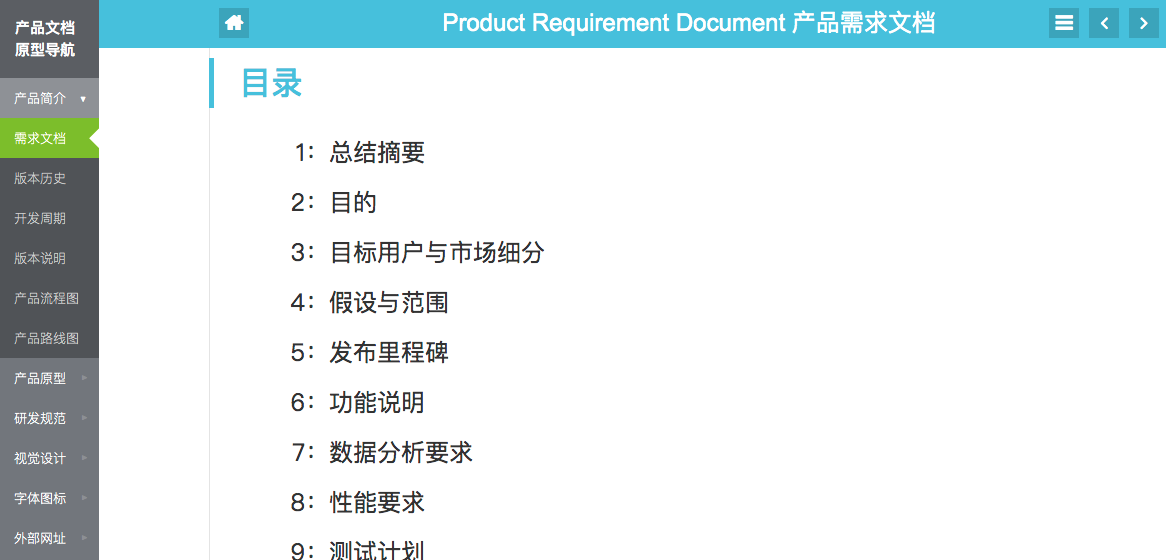 产品文档
原型导航
产品简介
需求文档
版本历史
开发周期
版本说明
产品流程图
产品路线图
产品原型
研发规范
视觉设计
字体图标
外部网址
Product Requirement Document 产品需求文档
目录
1：总结摘要
2：目的
3：目标用户与市场细分
4：假设与范围
5：发布里程碑
6：功能说明
7：数据分析要求
8：性能要求
9：测试计划